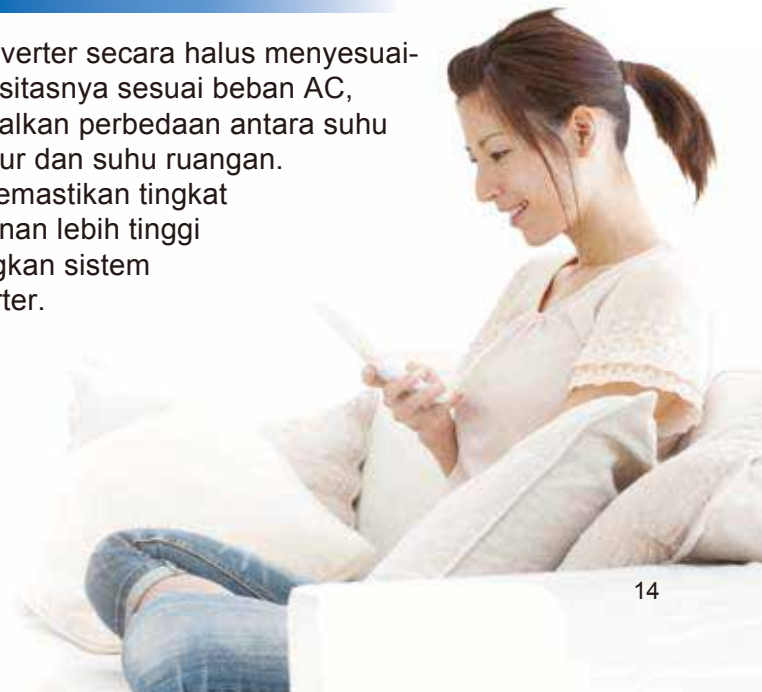 verter secara halus menyesuai-
sitasnya sesuai beban AC,
alkan perbedaan antara suhu
ur dan suhu ruangan.
emastikan tingkat
nan lebih tinggi
gkan sistem
rter.
14